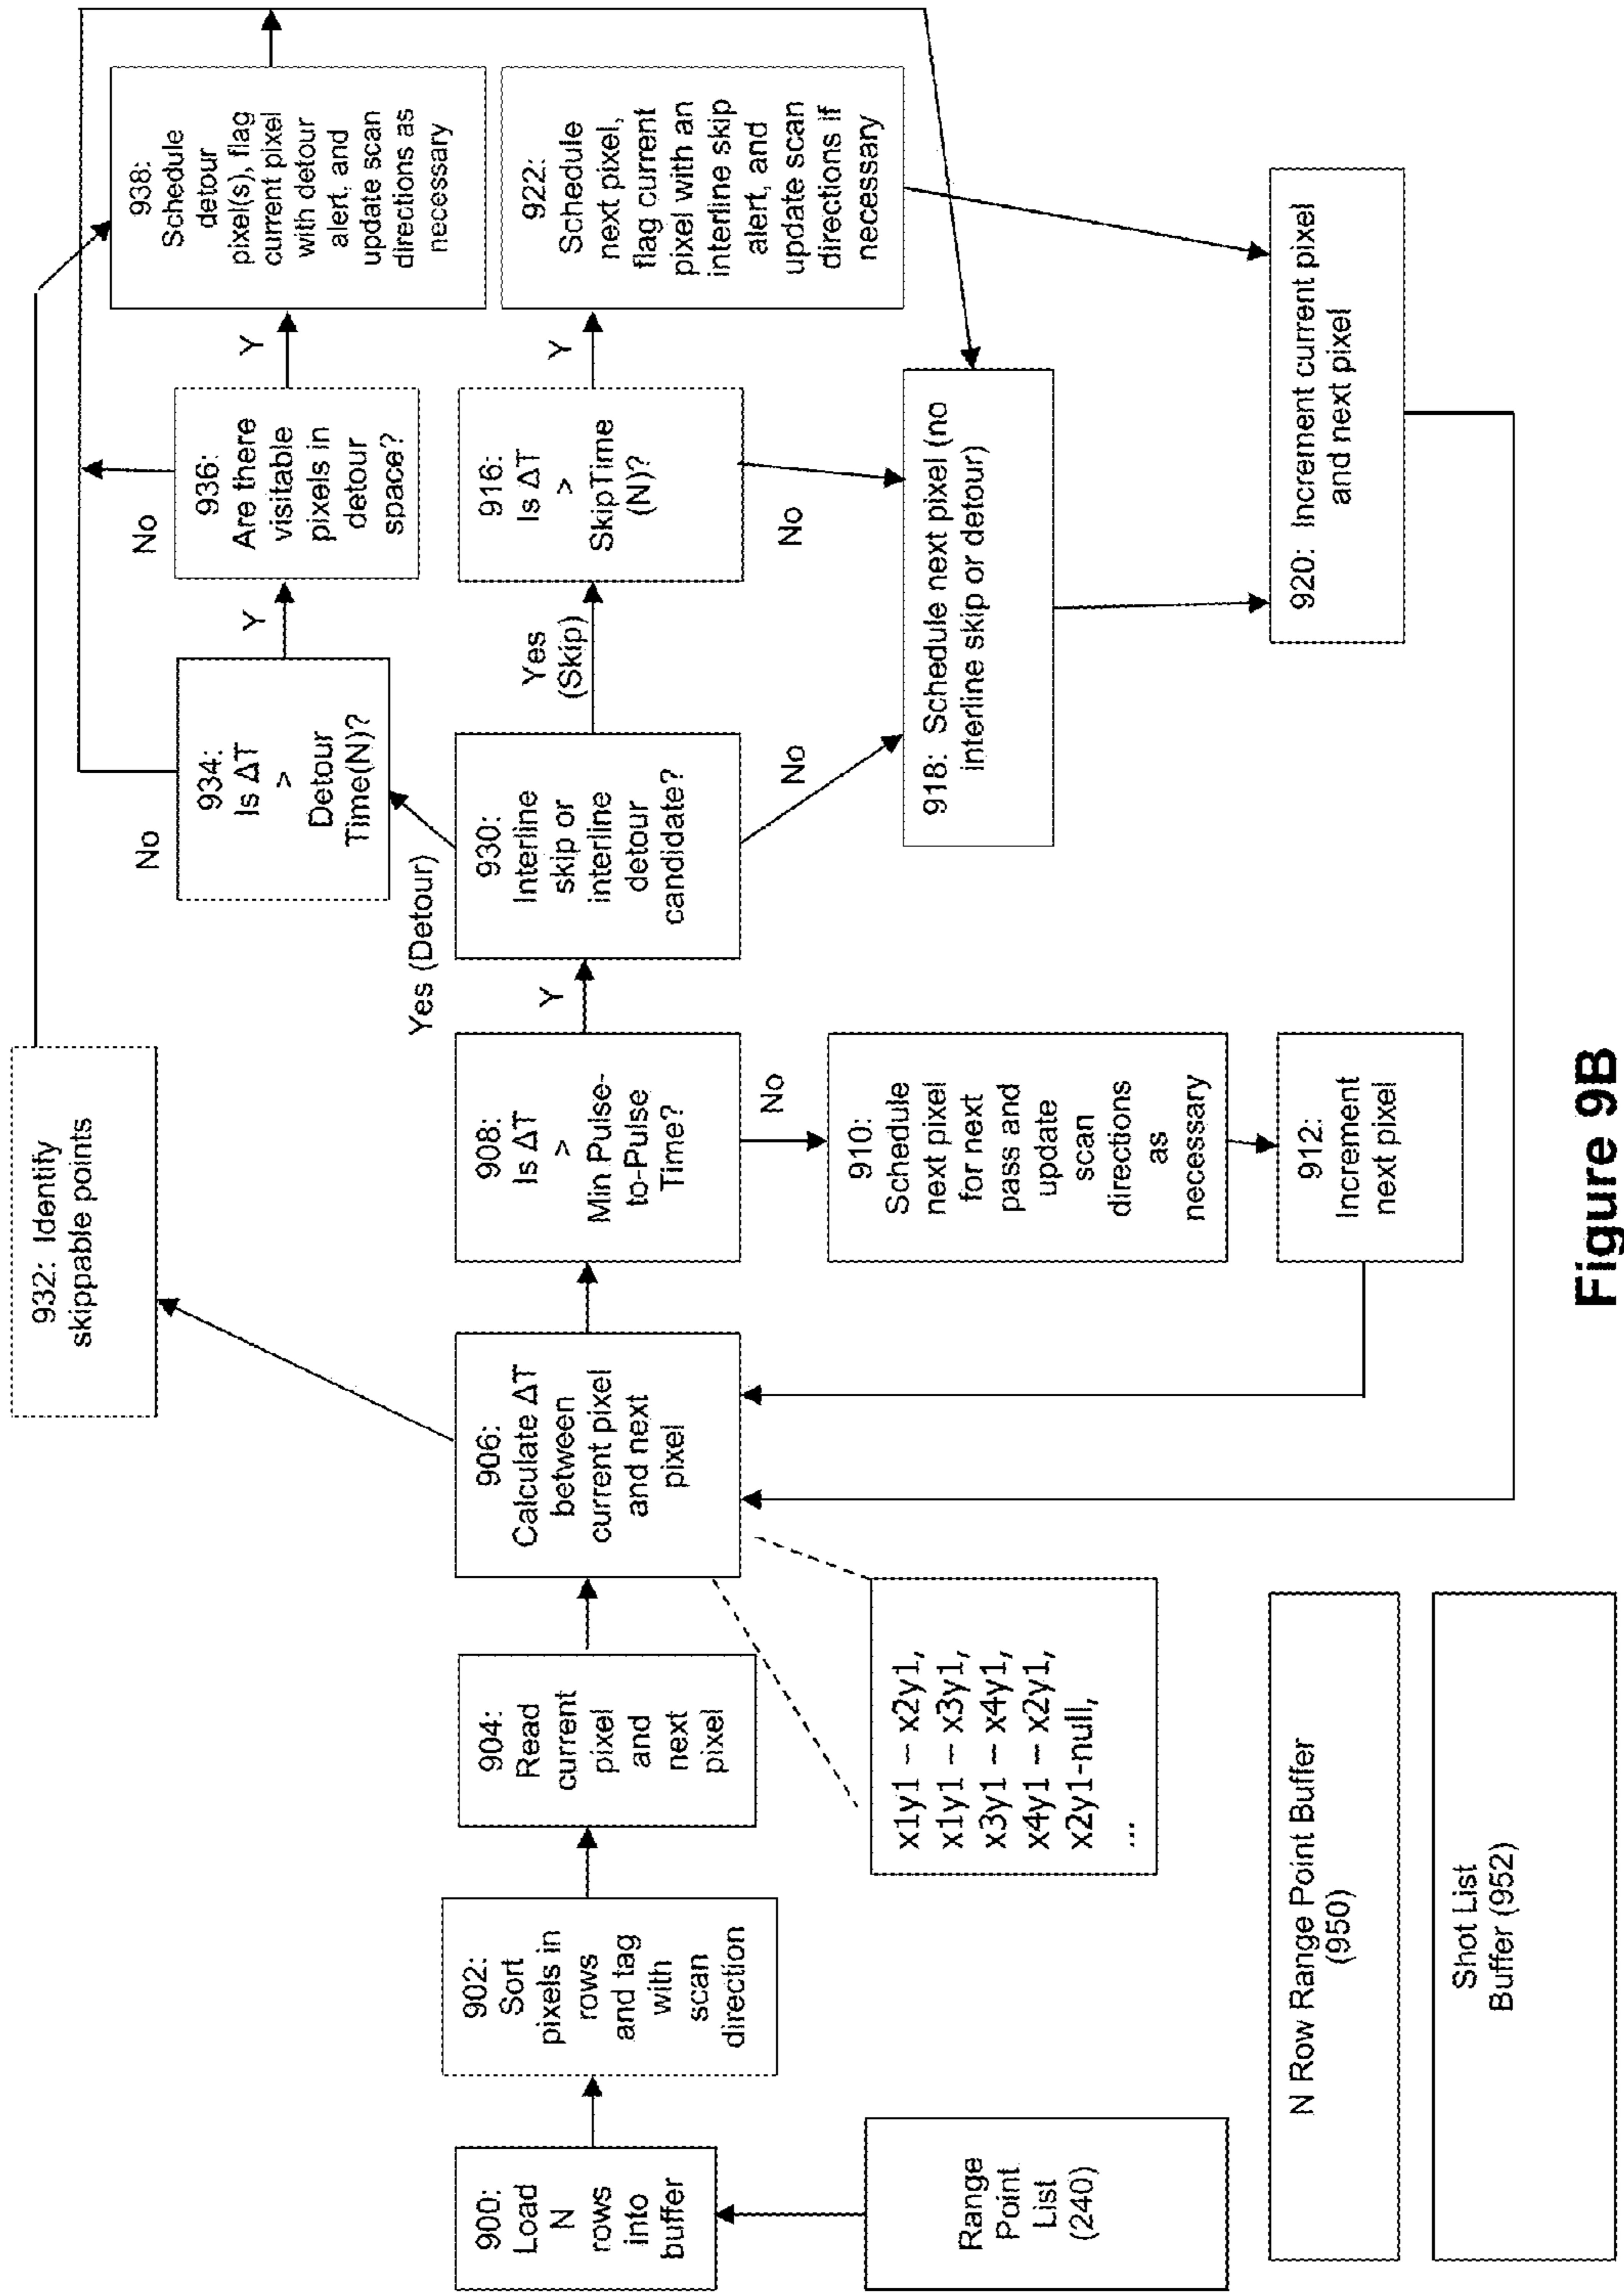 932: Identify
skippable points
938:
Schedule
detour
pixel(s), flag
current pixel
with detour
alert, and
update scan
directions as
necessary
No
934:
Is ΔT
>
Detour
Time(N)?
Y
No
936:
Are there
visitable
pixels in
detour
space?
Y
Yes (Detour)
900:
Load
N
rows
into
buffer
902:
Sort
pixels in
rows
and tag
with
scan
direction
904:
Read
current
pixel
and
next
pixel
906:
Calculate ΔT
between
current pixel
and next
pixel
908:
Is ΔT
>
Min Pulse-
to-Pulse
Time?
Y
930:
Interline
skip or
interline
detour
candidate?
Yes
(Skip)
916:
Is ΔT
>
SkipTime
(N)?
Y
922:
Schedule
next pixel,
flag current
pixel with an
interline skip
alert, and
update scan
directions if
necessary
No
No
No
Range
Point
List
(240)
x1y1 – x2y1,
x1y1 – x3y1,
x3y1 – x4y1,
x4y1 – x2y1,
x2y1-null,
...
910:
Schedule
next pixel
for next
pass and
update
scan
directions
as
necessary
918: Schedule next pixel (no
interline skip or detour)
912:
Increment
next pixel
920: Increment current pixel
and next pixel
N Row Range Point Buffer
(950)
Shot List
Buffer (952)
Figure 9B